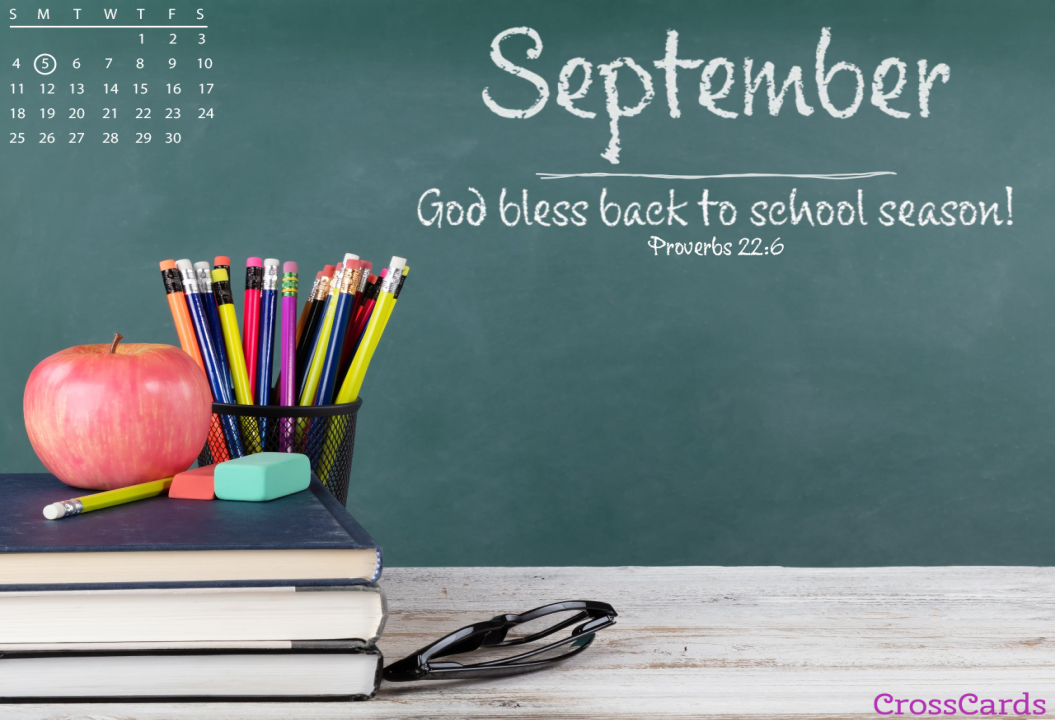 S M T W T F S
1 2 3
4 5 6 7 8 9 10
11 12 13 14 15 16 17
18 19 20 21 22 23 24
25 26 27 28 29 30
September
God bless back to school season!
Proverbs 22:6
CrossCards